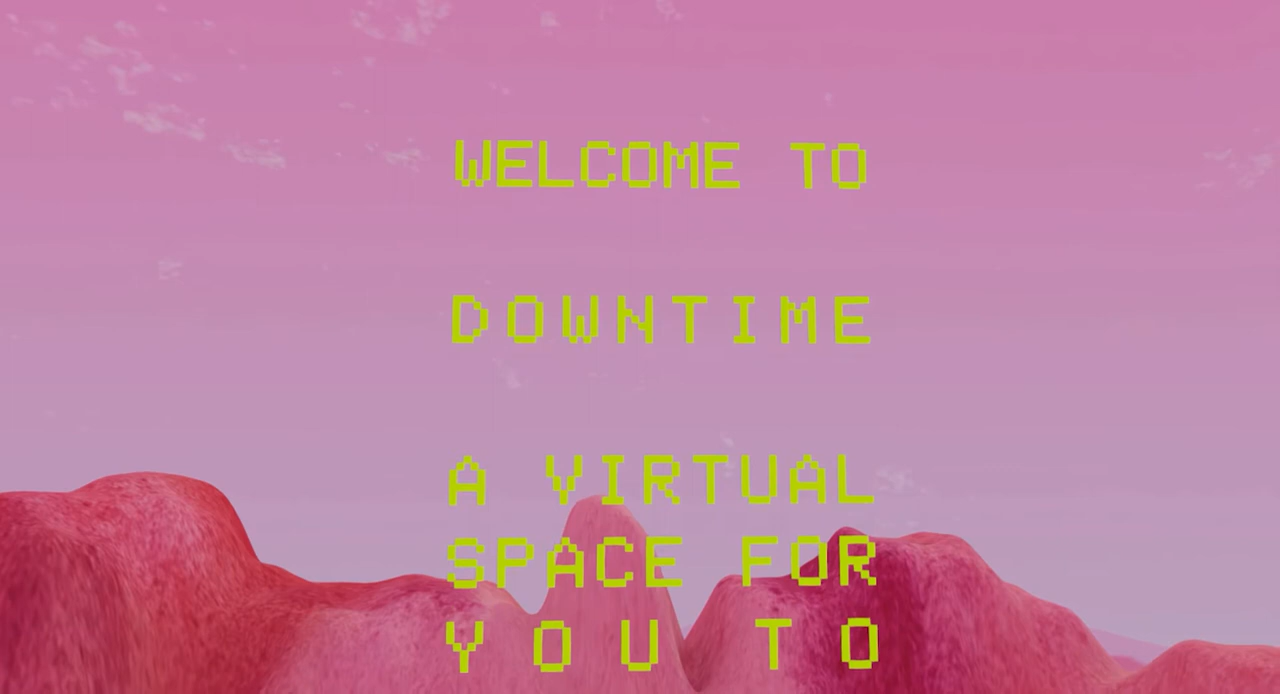 WELCOME TO
DOWNTIME
A VIRTUAL
SPACE FOR
YOU TO